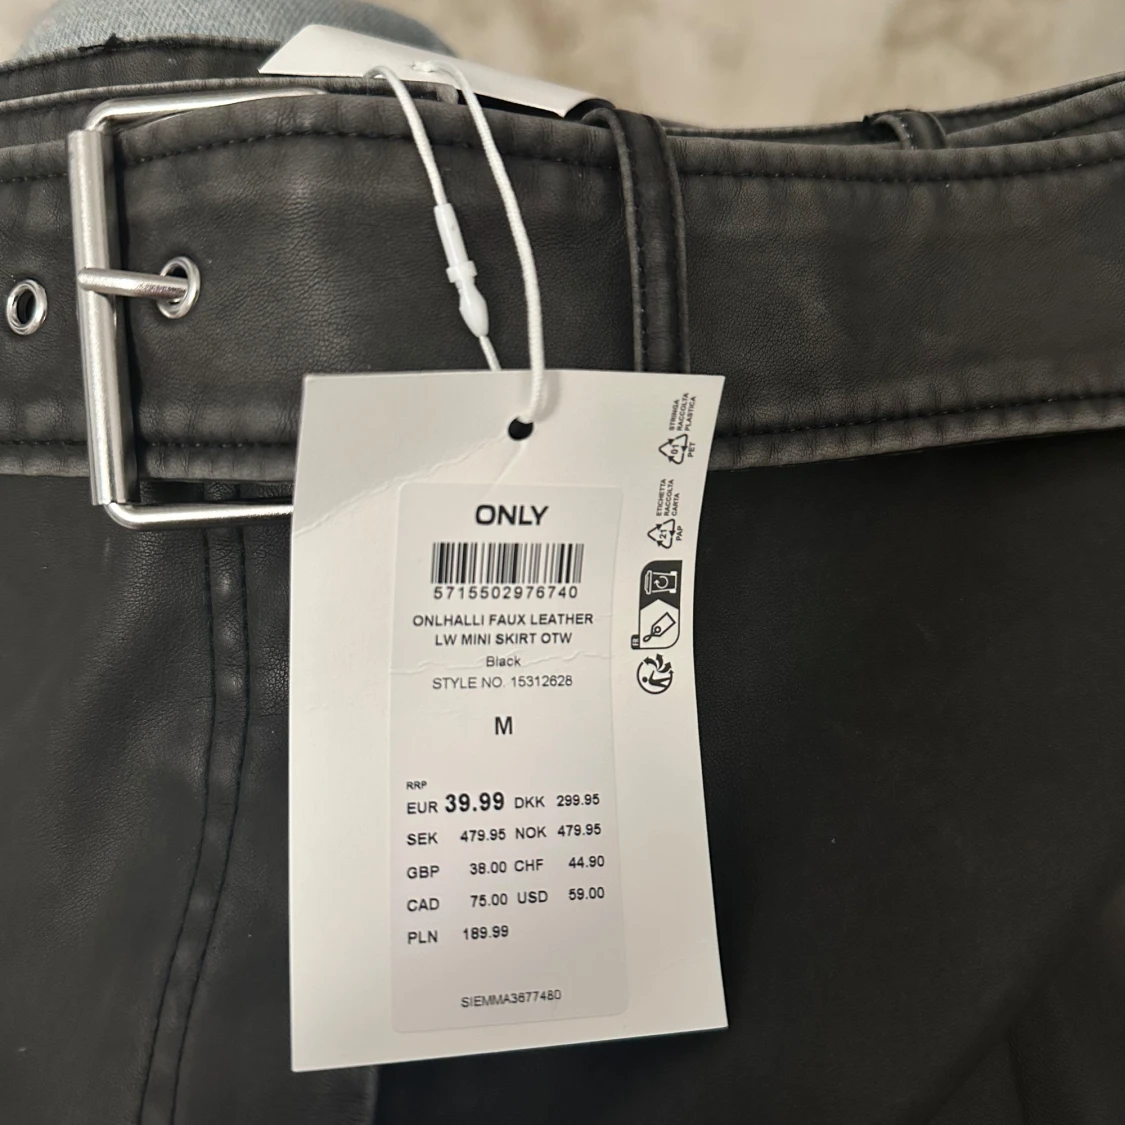 ONLY
5715502976740
ONLHALLI FAUX LEATHER
LW MINI SKIRT OTW
Black
STYLE NO. 15312628
M
RRP
EUR 39.99 DKK 299.95
SEK 479.95 NOK 479.95
GBP 38.00 CHF 44.90
CAD 75.00 USD 59.00
PLN 189.99
SIEMMA3677480
STRINGA
RACCOLTA
PLASTICA
01
PET
ETICHETTA
RACCOLTA
CARTA
21
PAP
FR